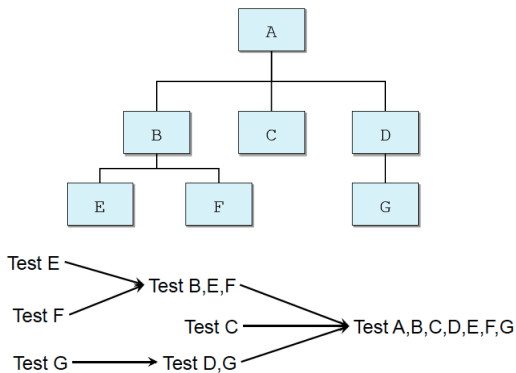 A
B
C
D
E
F
G
Test E
Test B,E,F
Test F
Test C
Test A,B,C,D,E,F,G
Test G
Test D,G